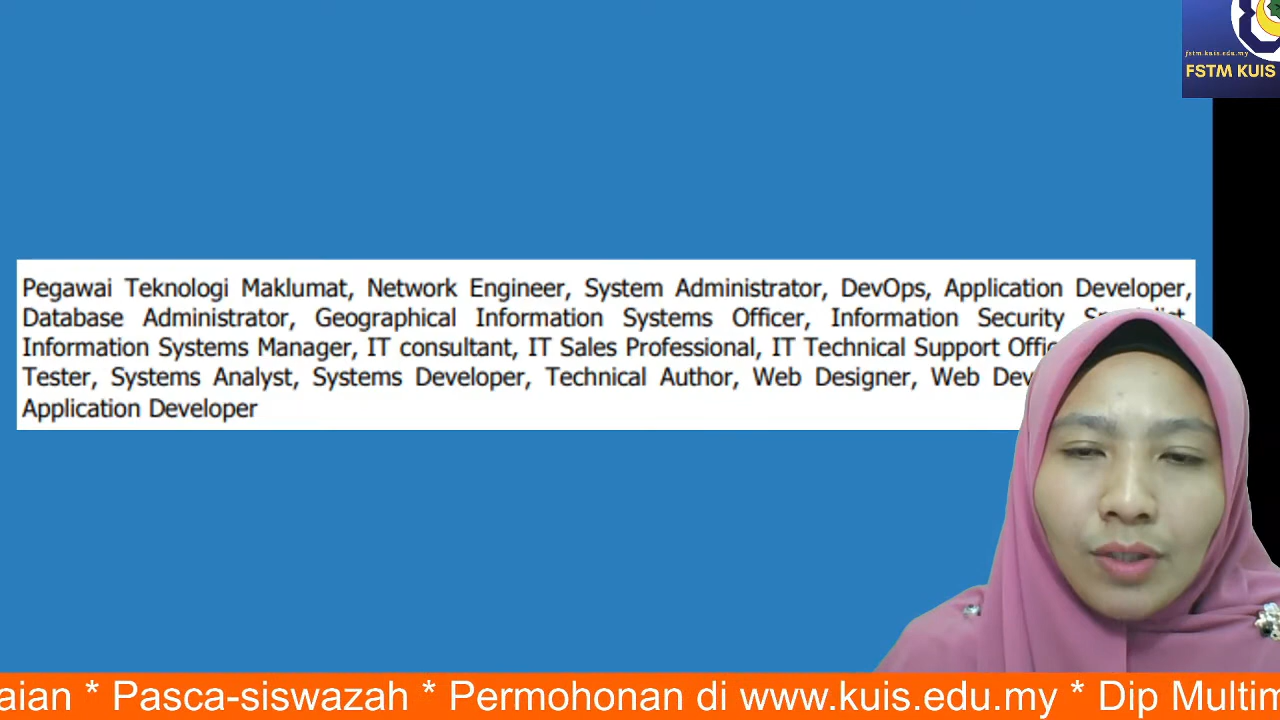 fstm.kuis.edu.my
FSTM KUIS
Pegawai Teknologi Maklumat, Network Engineer, System Administrator, DevOps, Application Developer,
Database Administrator, Geographical Information Systems Officer, Information Security
Information Systems Manager, IT consultant, IT Sales Professional, IT Technical Support
Tester, Systems Analyst, Systems Developer, Technical Author, Web Designer, Web
Application Developer
* Pasca-siswazah * Permohonan di www.kuis.edu.my * Dip